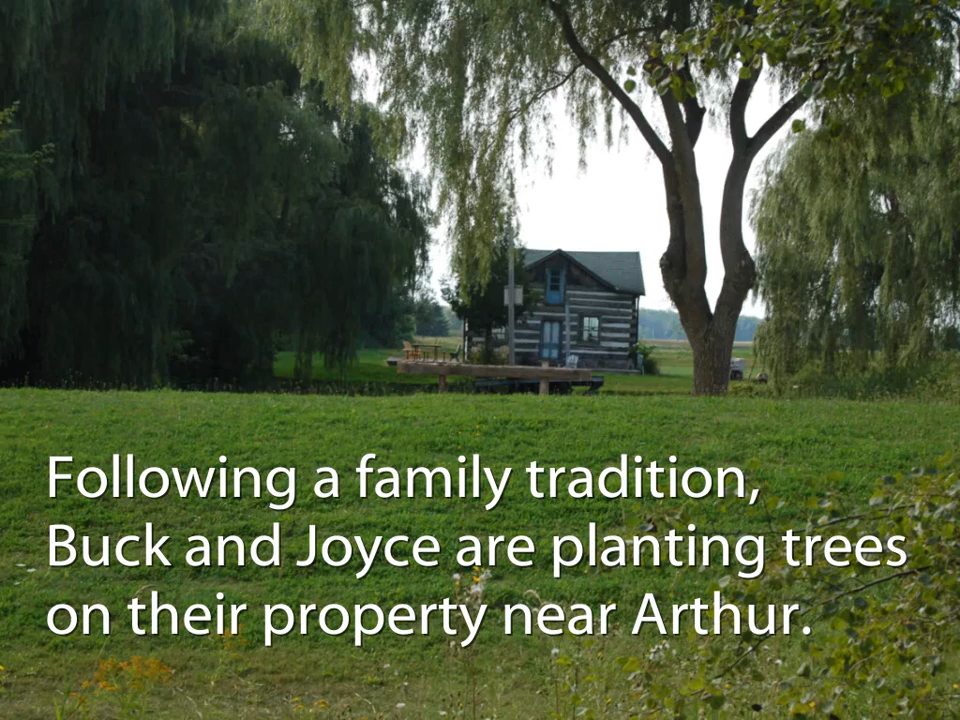 Following a family tradition,
Buck and Joyce are planting trees
on their property near Arthur.